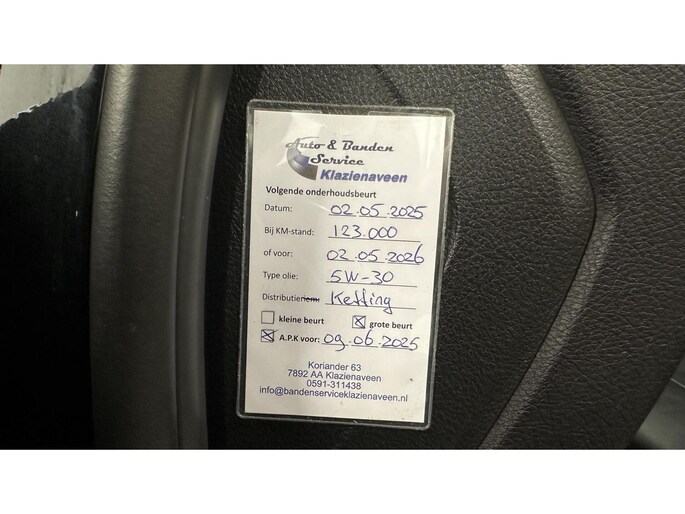 Auto & Banden
Service
Klazienaveen
Volgende onderhoudsbeurt
Datum: 02.05.2025
Bij KM-stand: 123.000
of voor: 02.05.2026
Type olie: 5W-30
Distributieriem: Ketting
kleine beurt grote beurt
A.P.K voor: 09.06.2025
Koriander 63
7892 AA Klazienaveen
0591-311438
info@bandenserviceklazienaveen.nl